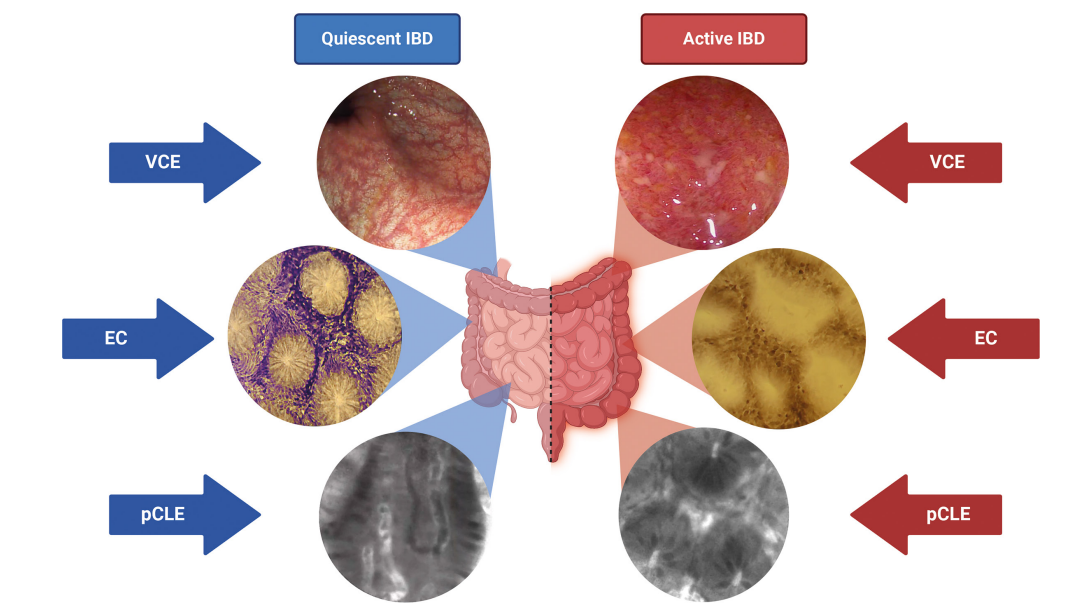 Quiescent IBD
Active IBD
VCE
VCE
EC
EC
pCLE
pCLE